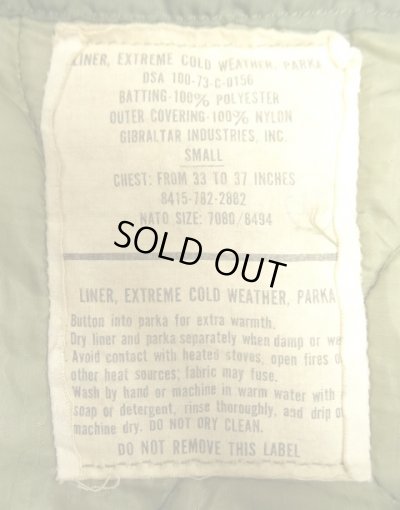 LINER, EXTREME COLD WEATHER, PARKA
DSA 100-73-C-0156
BATTING-100% POLYESTER
OUTER COVERING-100% NYLON
GIBRALTAR INDUSTRIES, INC.
SMALL
CHEST: FROM 33 TO 37 INCHES
8415-782-2882
NATO SIZE: 7080/8494
SOLD OUT
LINER, EXTREME COLD WEATHER, PARKA
Button into parka for extra warmth.
Dry liner and parka separately when damp or we
Avoid contact with heated stoves, open fires o
other heat sources; fabric may fuse.
Wash by hand or machine in warm water with
soap or detergent, rinse thoroughly, and drip o
machine dry. DO NOT DRY CLEAN.
DO NOT REMOVE THIS LABEL